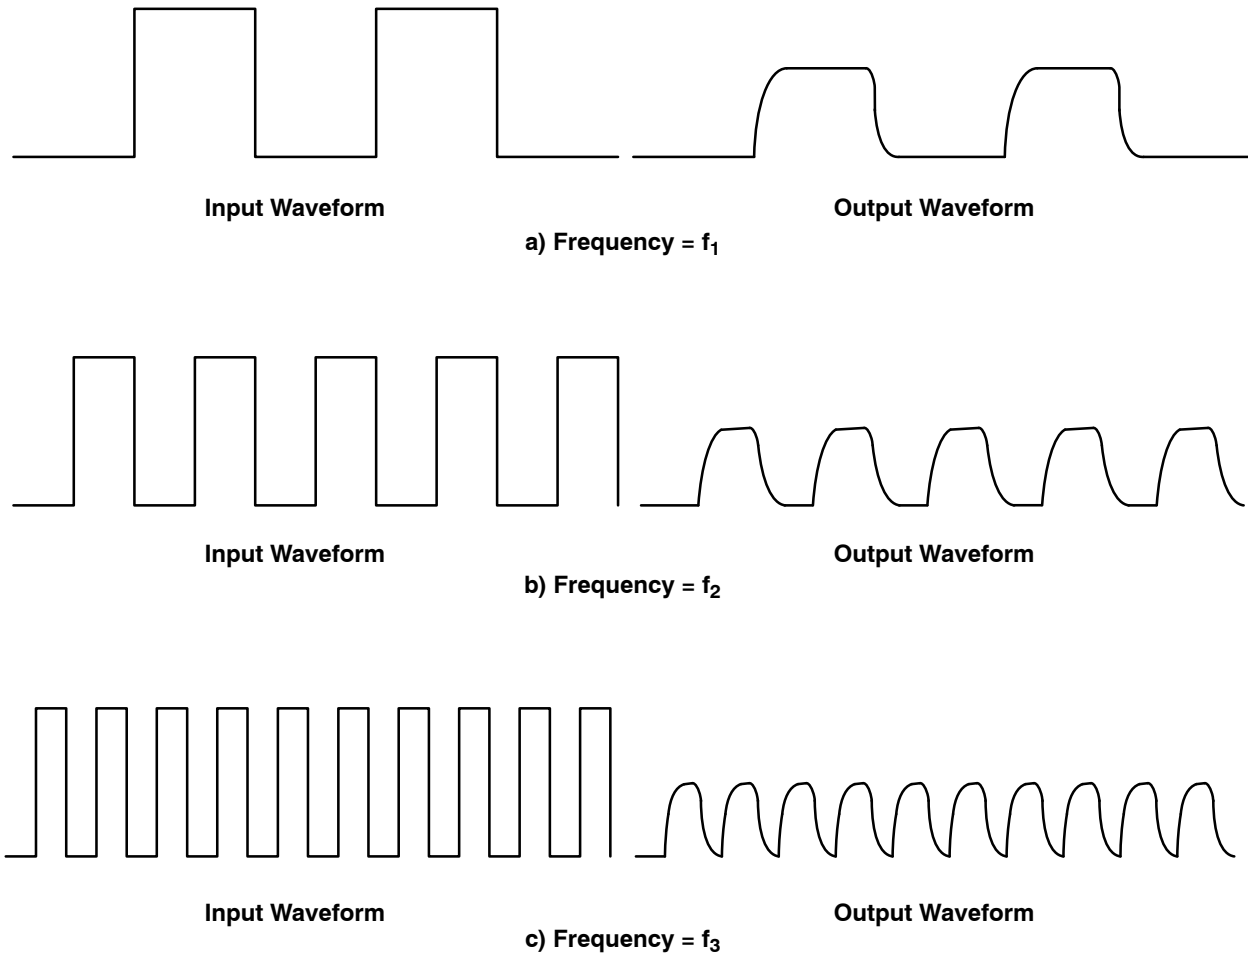 Input Waveform
Output Waveform
a) Frequency = f1
Input Waveform
Output Waveform
b) Frequency = f2
Input Waveform
Output Waveform
c) Frequency = f3